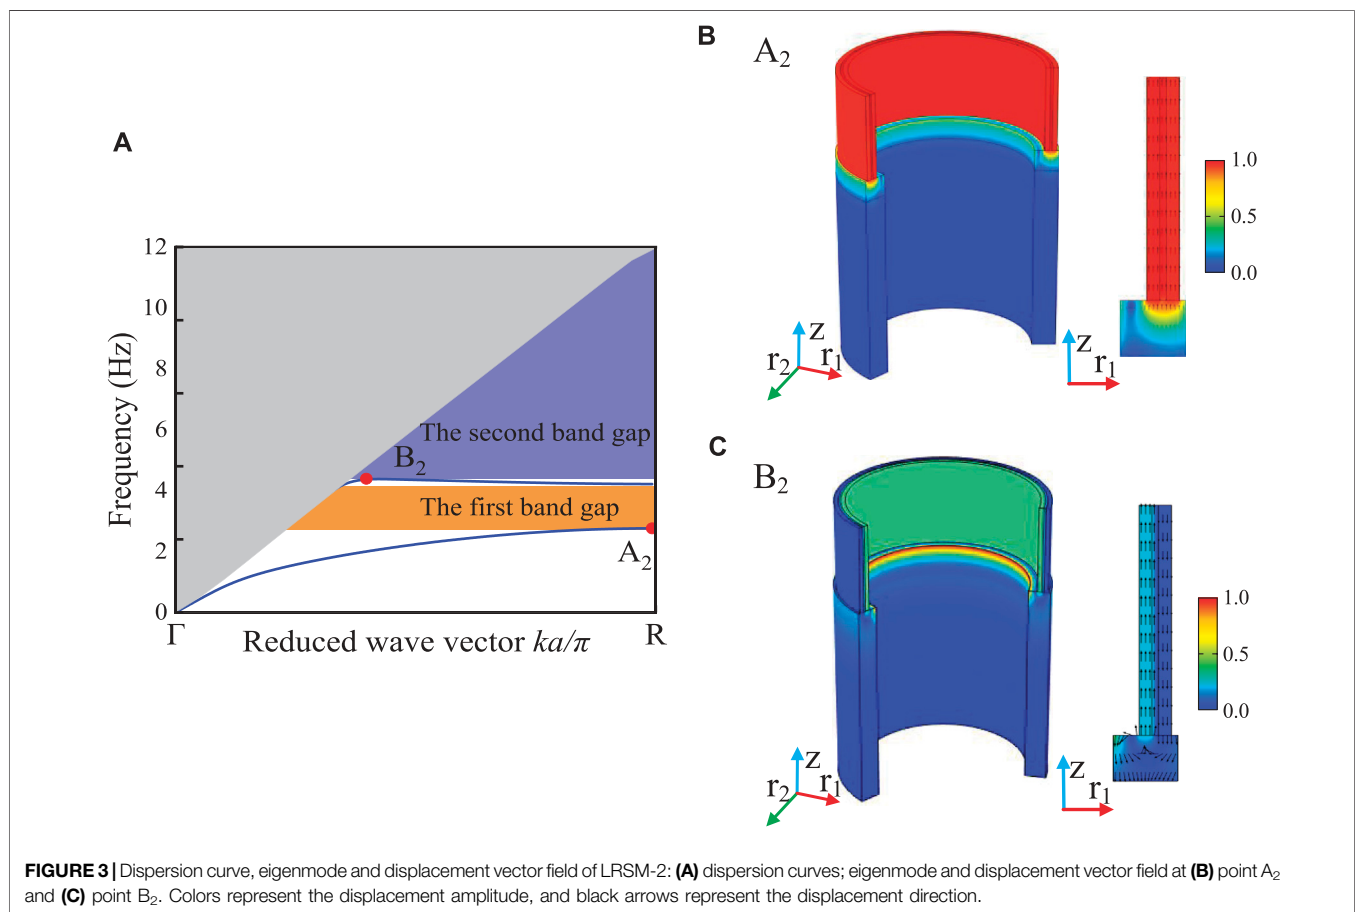 A
12
10
8
6
4
2
0
Frequency (Hz)
The second band gap
B2
The first band gap
A2
Γ
R
Reduced wave vector ka/π
B
A2
1.0
0.5
0.0
z
r1
r2
z
r1
C
B2
1.0
0.5
0.0
z
r1
r2
z
r1
FIGURE 3 | Dispersion curve, eigenmode and displacement vector field of LRSM-2: (A) dispersion curves; eigenmode and displacement vector field at (B) point A2
and (C) point B2. Colors represent the displacement amplitude, and black arrows represent the displacement direction.